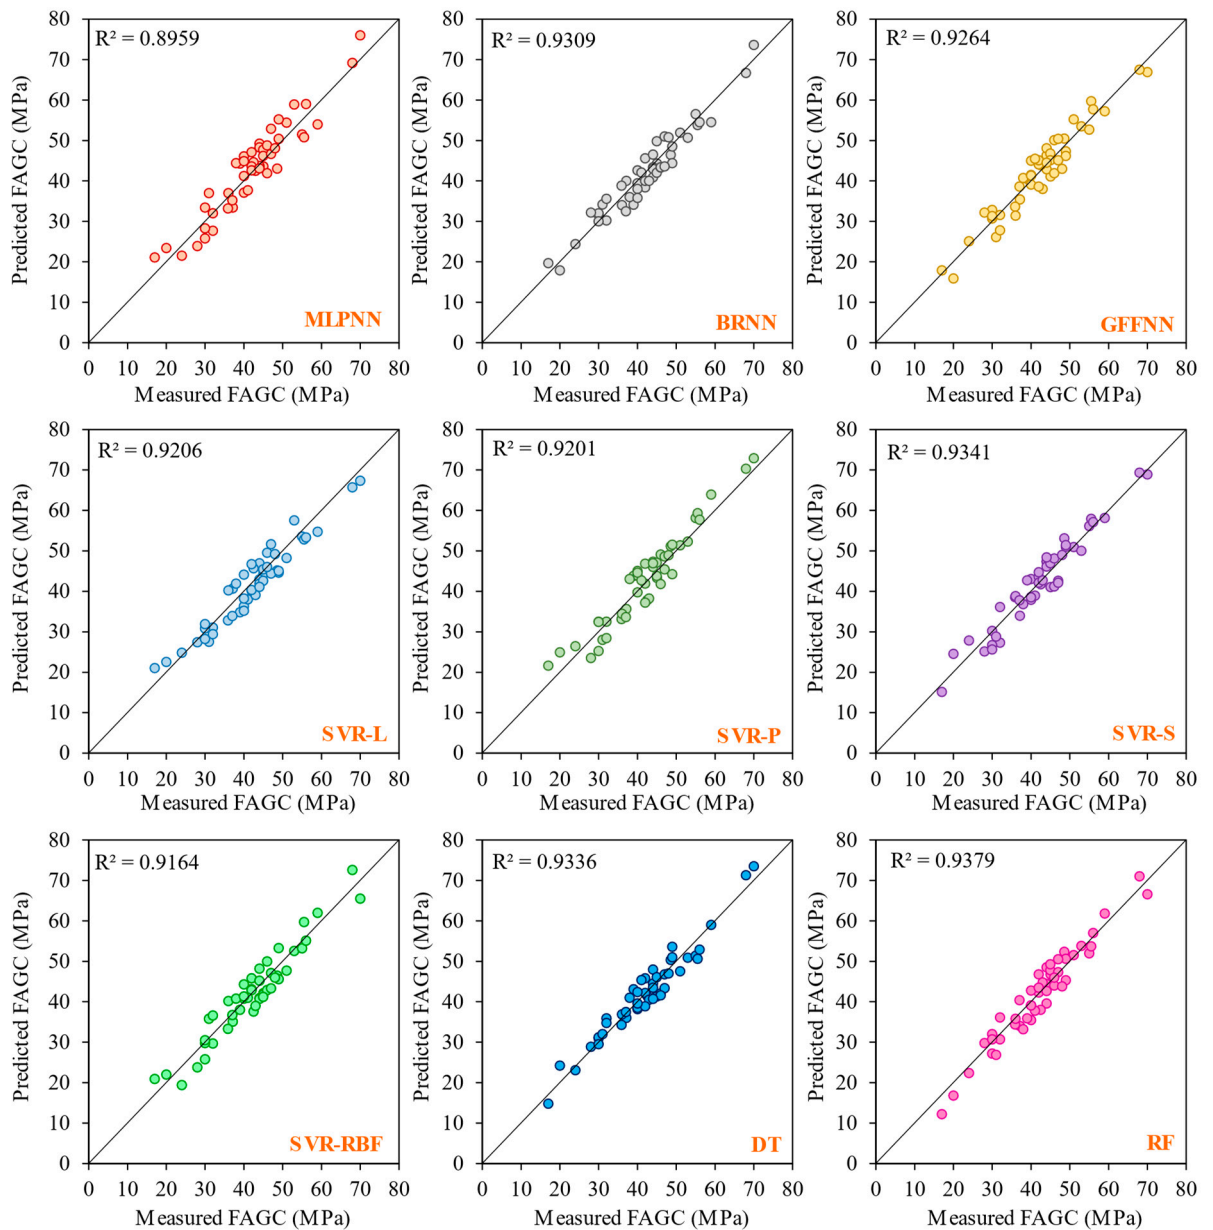 R² = 0.8959
80
70
60
50
40
30
20
10
0
Predicted FAGC (MPa)
MLPNN
0 10 20 30 40 50 60 70 80
Measured FAGC (MPa)
R² = 0.9309
80
70
60
50
40
30
20
10
0
Predicted FAGC (MPa)
BRNN
0 10 20 30 40 50 60 70 80
Measured FAGC (MPa)
R² = 0.9264
80
70
60
50
40
30
20
10
0
Predicted FAGC (MPa)
GFFNN
0 10 20 30 40 50 60 70 80
Measured FAGC (MPa)
R² = 0.9206
80
70
60
50
40
30
20
10
0
Predicted FAGC (MPa)
SVR-L
0 10 20 30 40 50 60 70 80
Measured FAGC (MPa)
R² = 0.9201
80
70
60
50
40
30
20
10
0
Predicted FAGC (MPa)
SVR-P
0 10 20 30 40 50 60 70 80
Measured FAGC (MPa)
R² = 0.9341
80
70
60
50
40
30
20
10
0
Predicted FAGC (MPa)
SVR-S
0 10 20 30 40 50 60 70 80
Measured FAGC (MPa)
R² = 0.9164
80
70
60
50
40
30
20
10
0
Predicted FAGC (MPa)
SVR-RBF
0 10 20 30 40 50 60 70 80
Measured FAGC (MPa)
R² = 0.9336
80
70
60
50
40
30
20
10
0
Predicted FAGC (MPa)
DT
0 10 20 30 40 50 60 70 80
Measured FAGC (MPa)
R² = 0.9379
80
70
60
50
40
30
20
10
0
Predicted FAGC (MPa)
RF
0 10 20 30 40 50 60 70 80
Measured FAGC (MPa)